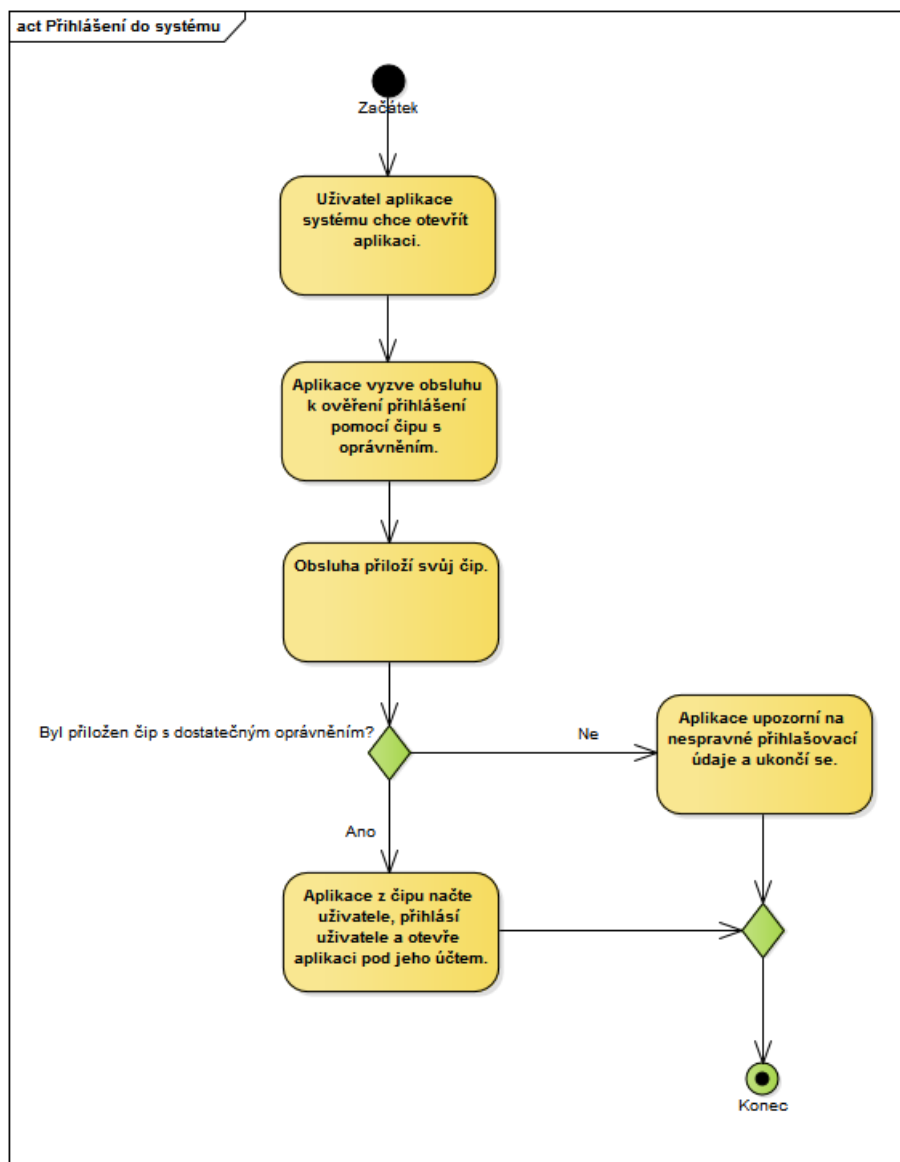 act Přihlášení do systému
Začátek
Uživatel aplikace
systému chce otevřít
aplikaci.
Aplikace vyzve obsluhu
k ověření přihlášení
pomocí čipu s
oprávněním.
Obsluha přiloží svůj čip.
Byl přiložen čip s dostatečným oprávněním?
Ne
Aplikace upozorní na
nespravné přihlašovací
údaje a ukončí se.
Ano
Aplikace z čipu načte
uživatele, přihlásí
uživatele a otevře
aplikaci pod jeho účtem.
Konec